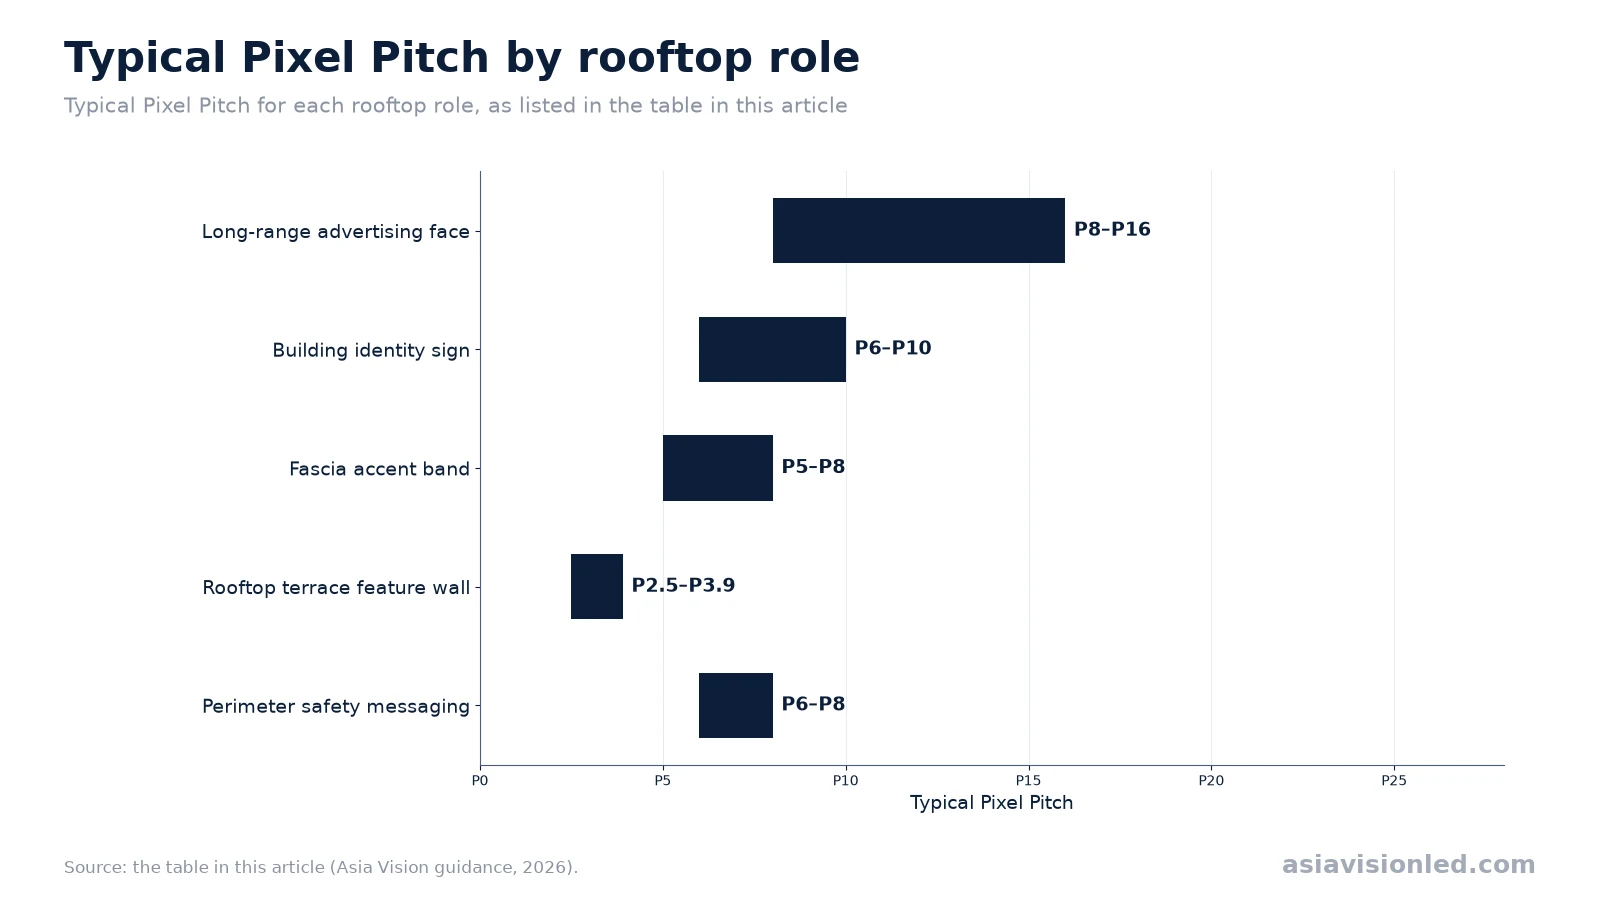 Typical Pixel Pitch by rooftop role
Typical Pixel Pitch for each rooftop role, as listed in the table in this article
Long-range advertising face
P8–P16
Building identity sign
P6–P10
Fascia accent band
P5–P8
Rooftop terrace feature wall
P2.5–P3.9
Perimeter safety messaging
P6–P8
P0 P5 P10 P15 P20 P25
Typical Pixel Pitch
Source: the table in this article (Asia Vision guidance, 2026).
asiavisionled.com